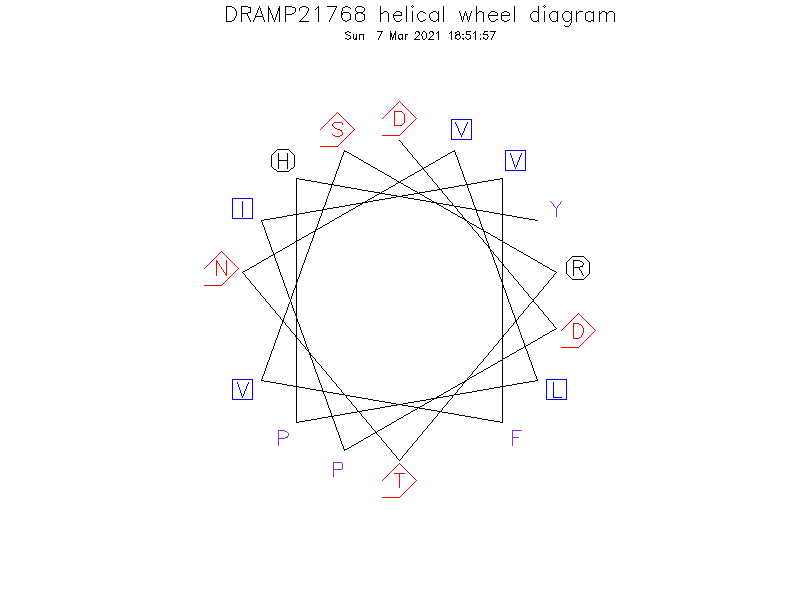 DRAMP21768 helical wheel diagram
Sun 7 Mar 2021 18:51:57
S D V
H V
I Y
N R
D
V L
P F
P T